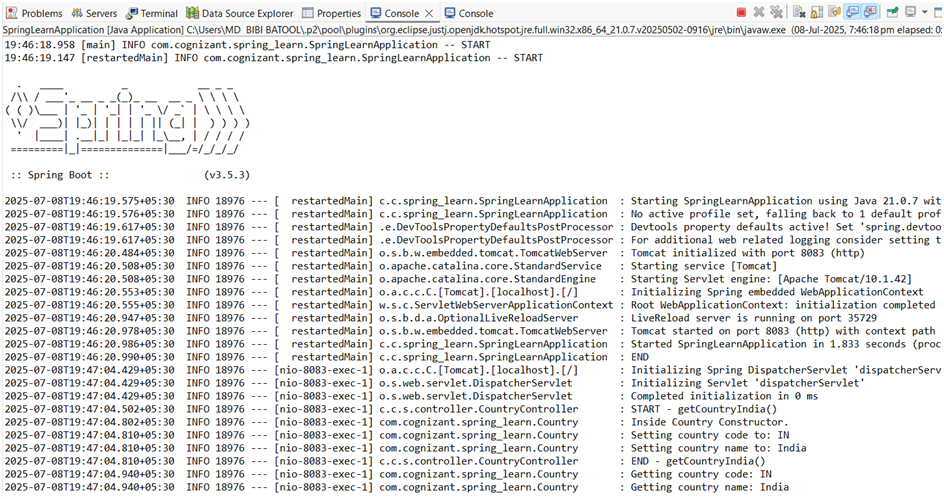 Problems Servers Terminal Data Source Explorer Properties Console Console
SpringLearnApplication [Java Application] C:\Users\MD BIBI BATOOL\.p2\pool\plugins\org.eclipse.justj.openjdk.hotspot.jre.full.win32.x86_64_21.0.7.v20250502-0916\jre\bin\javaw.exe (08-Jul-2025, 7:46:18 pm elapsed: 0:
19:46:18.958 [main] INFO com.cognizant.spring_learn.SpringLearnApplication -- START
19:46:19.147 [restartedMain] INFO com.cognizant.spring_learn.SpringLearnApplication -- START
Spring
:: Spring Boot :: (v3.5.3)
2025-07-08T19:46:19.575+05:30 INFO 18976 --- [ restartedMain] c.c.spring_learn.SpringLearnApplication : Starting SpringLearnApplication using Java 21.0.7 wit
2025-07-08T19:46:19.576+05:30 INFO 18976 --- [ restartedMain] c.c.spring_learn.SpringLearnApplication : No active profile set, falling back to 1 default prof
2025-07-08T19:46:19.617+05:30 INFO 18976 --- [ restartedMain] .e.DevToolsPropertyDefaultsPostProcessor : Devtools property defaults active! Set 'spring.devtoo
2025-07-08T19:46:19.617+05:30 INFO 18976 --- [ restartedMain] .e.DevToolsPropertyDefaultsPostProcessor : For additional web related logging consider setting t
2025-07-08T19:46:20.484+05:30 INFO 18976 --- [ restartedMain] o.s.b.w.embedded.tomcat.TomcatWebServer : Tomcat initialized with port 8083 (http)
2025-07-08T19:46:20.508+05:30 INFO 18976 --- [ restartedMain] o.apache.catalina.core.StandardService : Starting service [Tomcat]
2025-07-08T19:46:20.508+05:30 INFO 18976 --- [ restartedMain] o.apache.catalina.core.StandardEngine : Starting Servlet engine: [Apache Tomcat/10.1.42]
2025-07-08T19:46:20.553+05:30 INFO 18976 --- [ restartedMain] o.a.c.c.C.[Tomcat].[localhost].[/] : Initializing Spring embedded WebApplicationContext
2025-07-08T19:46:20.555+05:30 INFO 18976 --- [ restartedMain] w.s.c.ServletWebServerApplicationContext : Root WebApplicationContext: initialization completed
2025-07-08T19:46:20.947+05:30 INFO 18976 --- [ restartedMain] o.s.b.d.a.OptionalLiveReloadServer : LiveReload server is running on port 35729
2025-07-08T19:46:20.978+05:30 INFO 18976 --- [ restartedMain] o.s.b.w.embedded.tomcat.TomcatWebServer : Tomcat started on port 8083 (http) with context path
2025-07-08T19:46:20.986+05:30 INFO 18976 --- [ restartedMain] c.c.spring_learn.SpringLearnApplication : Started SpringLearnApplication in 1.833 seconds (proc
2025-07-08T19:46:20.990+05:30 INFO 18976 --- [ restartedMain] c.c.spring_learn.SpringLearnApplication : END
2025-07-08T19:47:04.429+05:30 INFO 18976 --- [nio-8083-exec-1] o.a.c.c.C.[Tomcat].[localhost].[/] : Initializing Spring DispatcherServlet 'dispatcherServ
2025-07-08T19:47:04.429+05:30 INFO 18976 --- [nio-8083-exec-1] o.s.web.servlet.DispatcherServlet : Initializing Servlet 'dispatcherServlet'
2025-07-08T19:47:04.429+05:30 INFO 18976 --- [nio-8083-exec-1] o.s.web.servlet.DispatcherServlet : Completed initialization in 0 ms
2025-07-08T19:47:04.502+05:30 INFO 18976 --- [nio-8083-exec-1] c.c.s.controller.CountryController : START - getCountryIndia()
2025-07-08T19:47:04.802+05:30 INFO 18976 --- [nio-8083-exec-1] com.cognizant.spring_learn.Country : Inside Country Constructor.
2025-07-08T19:47:04.810+05:30 INFO 18976 --- [nio-8083-exec-1] com.cognizant.spring_learn.Country : Setting country code to: IN
2025-07-08T19:47:04.810+05:30 INFO 18976 --- [nio-8083-exec-1] com.cognizant.spring_learn.Country : Setting country name to: India
2025-07-08T19:47:04.810+05:30 INFO 18976 --- [nio-8083-exec-1] c.c.s.controller.CountryController : END - getCountryIndia()
2025-07-08T19:47:04.940+05:30 INFO 18976 --- [nio-8083-exec-1] com.cognizant.spring_learn.Country : Getting country code: IN
2025-07-08T19:47:04.940+05:30 INFO 18976 --- [nio-8083-exec-1] com.cognizant.spring_learn.Country : Getting country name: India